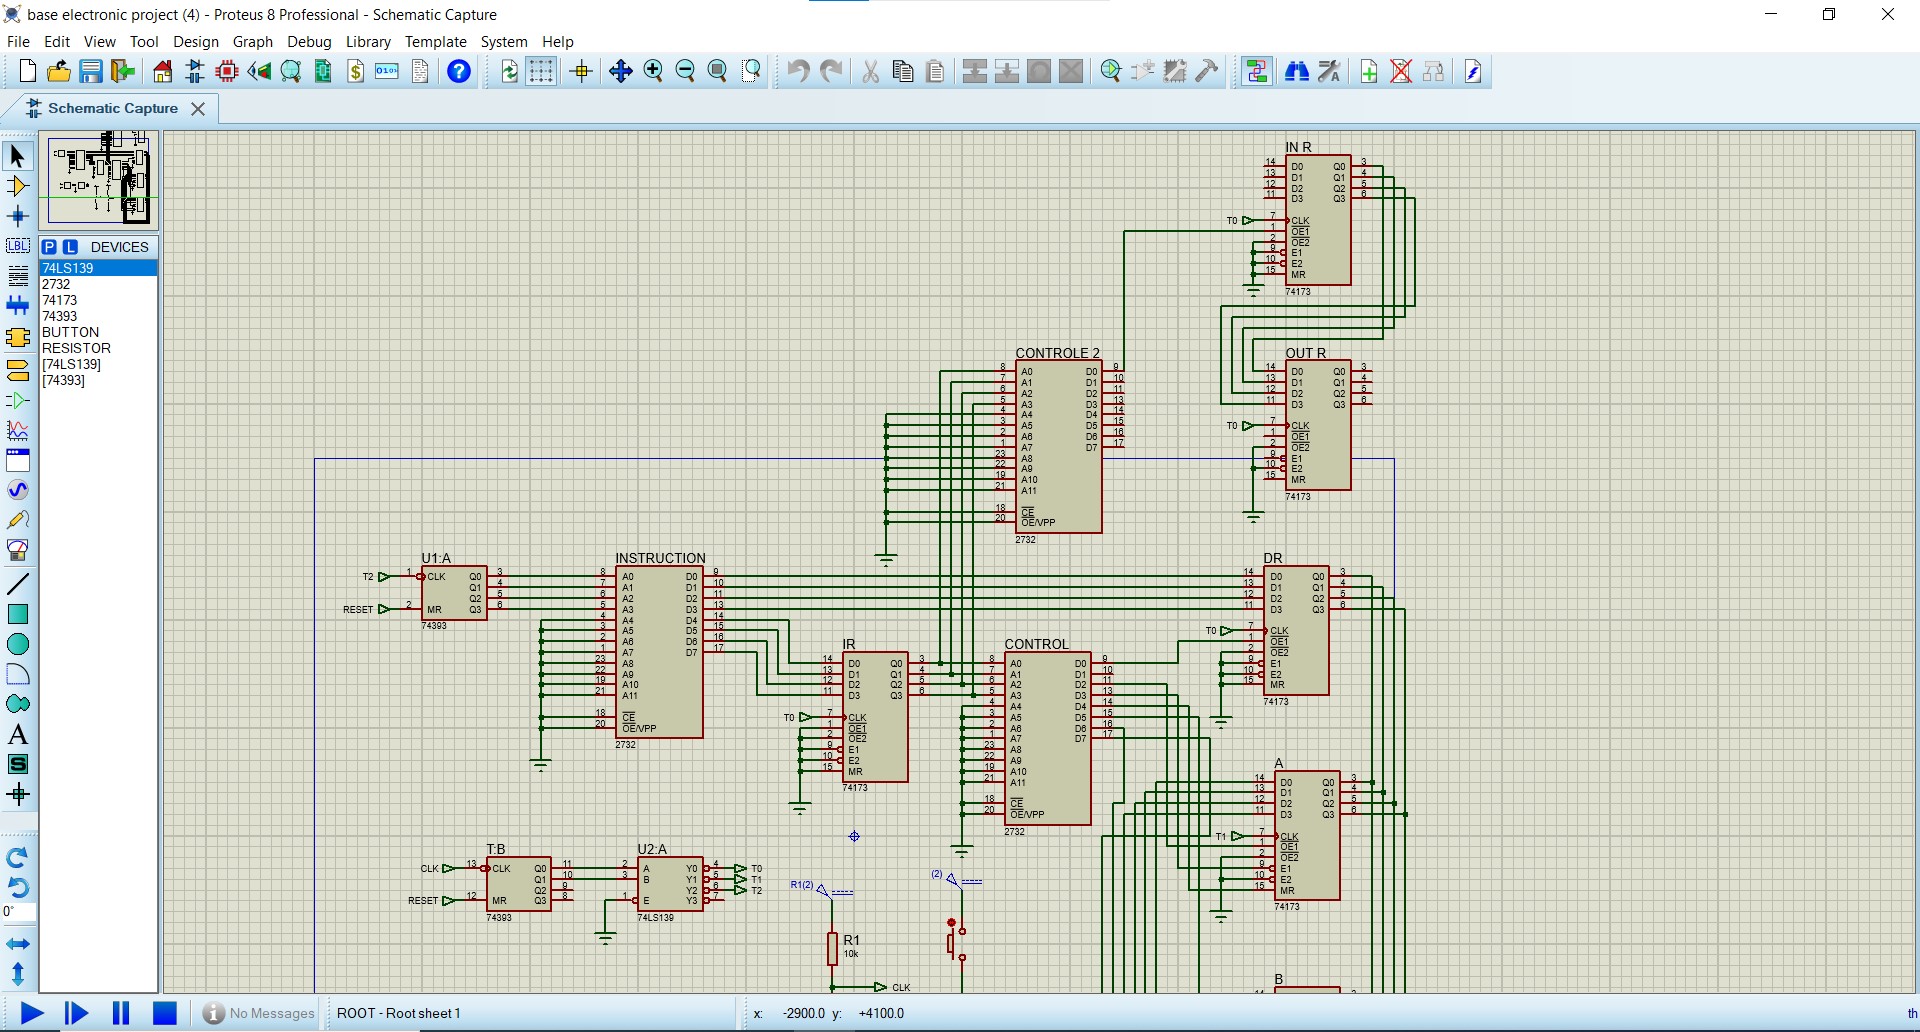 base electronic project (4) - Proteus 8 Professional - Schematic Capture
File Edit View Tool Design Graph Debug Library Template System Help
Schematic Capture
P L DEVICES
74LS139
2732
74173
74393
BUTTON
RESISTOR
[74LS139]
[74393]
LBL
A
S
0°
IN R
14 D0 Q0 3
13 D1 Q1 4
12 D2 Q2 5
11 D3 Q3 6
T0 7 CLK
1 OE1
2 OE2
9 E1
10 E2
15 MR
74173
CONTROLE 2
8 A0 D0 9
7 A1 D1 10
6 A2 D2 11
5 A3 D3 13
4 A4 D4 14
3 A5 D5 15
2 A6 D6 16
1 A7 D7 17
23 A8
22 A9
19 A10
21 A11
18 CE
20 OE/VPP
2732
OUT R
14 D0 Q0 3
13 D1 Q1 4
12 D2 Q2 5
11 D3 Q3 6
T0 7 CLK
1 OE1
2 OE2
9 E1
10 E2
15 MR
74173
U1:A
T2 1 CLK Q0 3
Q1 4
Q2 5
RESET 2 MR Q3 6
74393
INSTRUCTION
8 A0 D0 9
7 A1 D1 10
6 A2 D2 11
5 A3 D3 13
4 A4 D4 14
3 A5 D5 15
2 A6 D6 16
1 A7 D7 17
23 A8
22 A9
19 A10
21 A11
18 CE
20 OE/VPP
2732
DR
14 D0 Q0 3
13 D1 Q1 4
12 D2 Q2 5
11 D3 Q3 6
T0 7 CLK
1 OE1
2 OE2
9 E1
10 E2
15 MR
74173
IR
14 D0 Q0 3
13 D1 Q1 4
12 D2 Q2 5
11 D3 Q3 6
T0 7 CLK
1 OE1
2 OE2
9 E1
10 E2
15 MR
74173
CONTROL
8 A0 D0 9
7 A1 D1 10
6 A2 D2 11
5 A3 D3 13
4 A4 D4 14
3 A5 D5 15
2 A6 D6 16
1 A7 D7 17
23 A8
22 A9
19 A10
21 A11
18 CE
20 OE/VPP
2732
A
14 D0 Q0 3
13 D1 Q1 4
12 D2 Q2 5
11 D3 Q3 6
T1 7 CLK
1 OE1
2 OE2
9 E1
10 E2
15 MR
74173
T:B
CLK 13 CLK Q0 11
Q1 10
Q2 9
RESET 12 MR Q3 8
74393
U2:A
2 A Y0 4 T0
3 B Y1 5 T1
Y2 6 T2
1 E Y3 7
74LS139
R1(2)
(2)
R1
10k
CLK
B
No Messages
ROOT - Root sheet 1
x: -2900.0 y: +4100.0
th